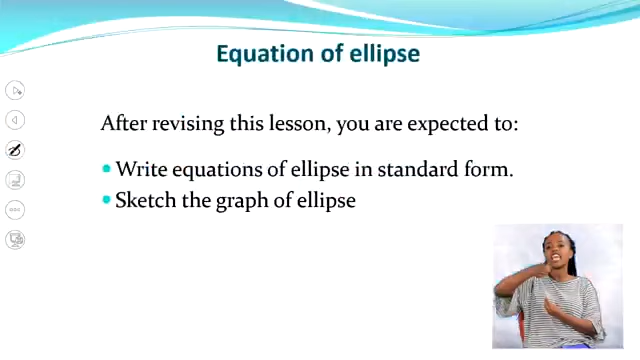 Equation of ellipse
After revising this lesson, you are expected to:
• Write equations of ellipse in standard form.
• Sketch the graph of ellipse